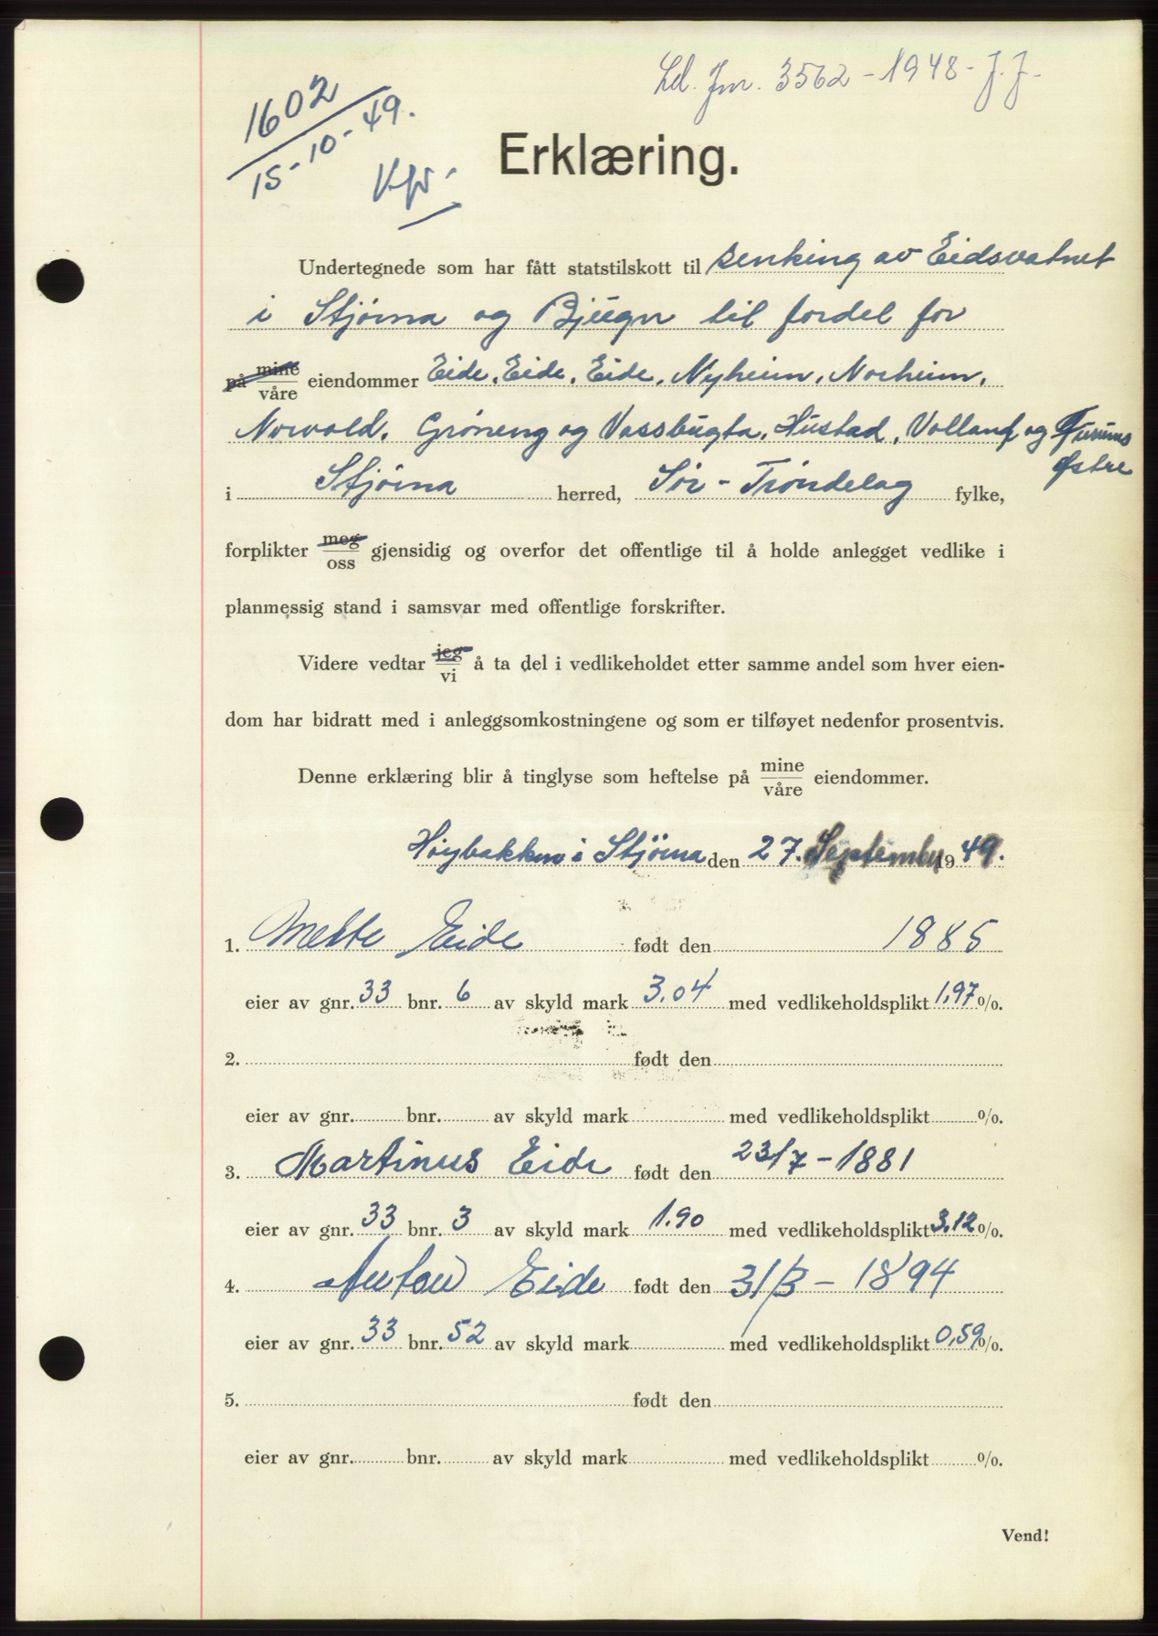 Ld. Jnr. 3562 - 1948 - J. J.
1602
15-10-49.
Erklæring.
Undertegnede som har fått statstilskott til senking av Eidsvatnet
i Stjørna og Bjugn til fordel for
på mine/våre eiendommer Eide, Eide, Eide, Nyheim, Norheim,
Norvold, Grøneng og Vassbugta, Hustad, Volland og
østre
i Stjørna herred, Sør-Trøndelag fylke,
forplikter meg/oss gjensidig og overfor det offentlige til å holde anlegget vedlike i
planmessig stand i samsvar med offentlige forskrifter.
Videre vedtar jeg/vi å ta del i vedlikeholdet etter samme andel som hver eien-
dom har bidratt med i anleggsomkostningene og som er tilføyet nedenfor prosentvis.
Denne erklæring blir å tinglyse som heftelse på mine/våre eiendommer.
Høybakken i Stjørna den 27. September 1949.
1. Mette Eide født den 1885
eier av gnr. 33 bnr. 6 av skyld mark 3.04 med vedlikeholdsplikt 1,97 %.
2. født den
eier av gnr. bnr. av skyld mark med vedlikeholdsplikt %.
3. Martinus Eide født den 23/7 - 1881
eier av gnr. 33 bnr. 3 av skyld mark 1.90 med vedlikeholdsplikt 3,12 %.
4. Anton Eide født den 31/3 - 1894
eier av gnr. 33 bnr. 52 av skyld mark med vedlikeholdsplikt 0,59 %.
5. født den
eier av gnr. bnr. av skyld mark med vedlikeholdsplikt %.
Vend!